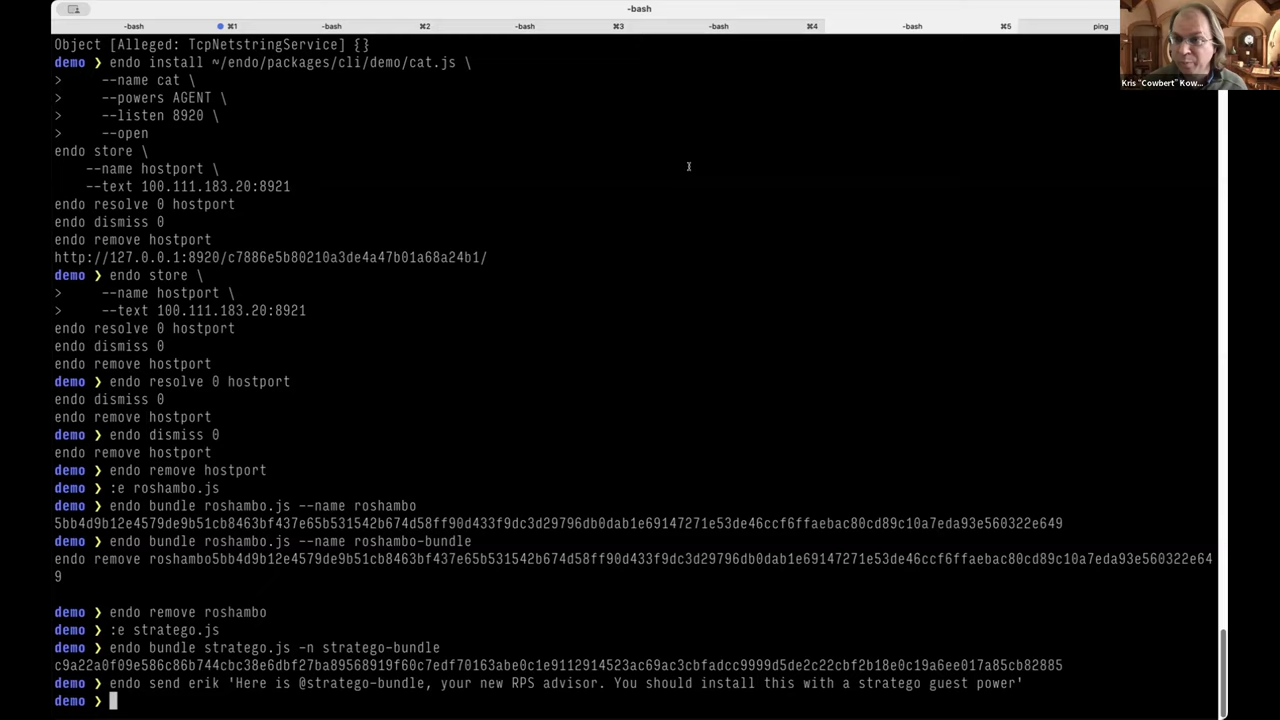 -bash
-bash
⌘1
-bash
⌘2
-bash
⌘3
-bash
⌘4
-bash
⌘5
ping
Kris "Cowbert" Kow...
Object [Alleged: TcpNetstringService] {}
demo ❯ endo install ~/endo/packages/cli/demo/cat.js \
>     --name cat \
>     --powers AGENT \
>     --listen 8920 \
>     --open
endo store \
    --name hostport \
    --text 100.111.183.20:8921
endo resolve 0 hostport
endo dismiss 0
endo remove hostport
http://127.0.0.1:8920/c7886e5b80210a3de4a47b01a68a24b1/
demo ❯ endo store \
>     --name hostport \
>     --text 100.111.183.20:8921
endo resolve 0 hostport
endo dismiss 0
endo remove hostport
demo ❯ endo resolve 0 hostport
endo dismiss 0
endo remove hostport
demo ❯ endo dismiss 0
endo remove hostport
demo ❯ endo remove hostport
demo ❯ :e roshambo.js
demo ❯ endo bundle roshambo.js --name roshambo
5bb4d9b12e4579de9b51cb8463bf437e65b531542b674d58ff90d433f9dc3d29796db0dab1e69147271e53de46ccf6ffaebac80cd89c10a7eda93e560322e649
demo ❯ endo bundle roshambo.js --name roshambo-bundle
endo remove roshambo5bb4d9b12e4579de9b51cb8463bf437e65b531542b674d58ff90d433f9dc3d29796db0dab1e69147271e53de46ccf6ffaebac80cd89c10a7eda93e560322e64
9
demo ❯ endo remove roshambo
demo ❯ :e stratego.js
demo ❯ endo bundle stratego.js -n stratego-bundle
c9a22a0f09e586c86b744cbc38e6dbf27ba89568919f60c7edf70163abe0c1e9112914523ac69ac3cbfadcc9999d5de2c22cbf2b18e0c19a6ee017a85cb82885
demo ❯ endo send erik 'Here is @stratego-bundle, your new RPS advisor. You should install this with a stratego guest power'
demo ❯